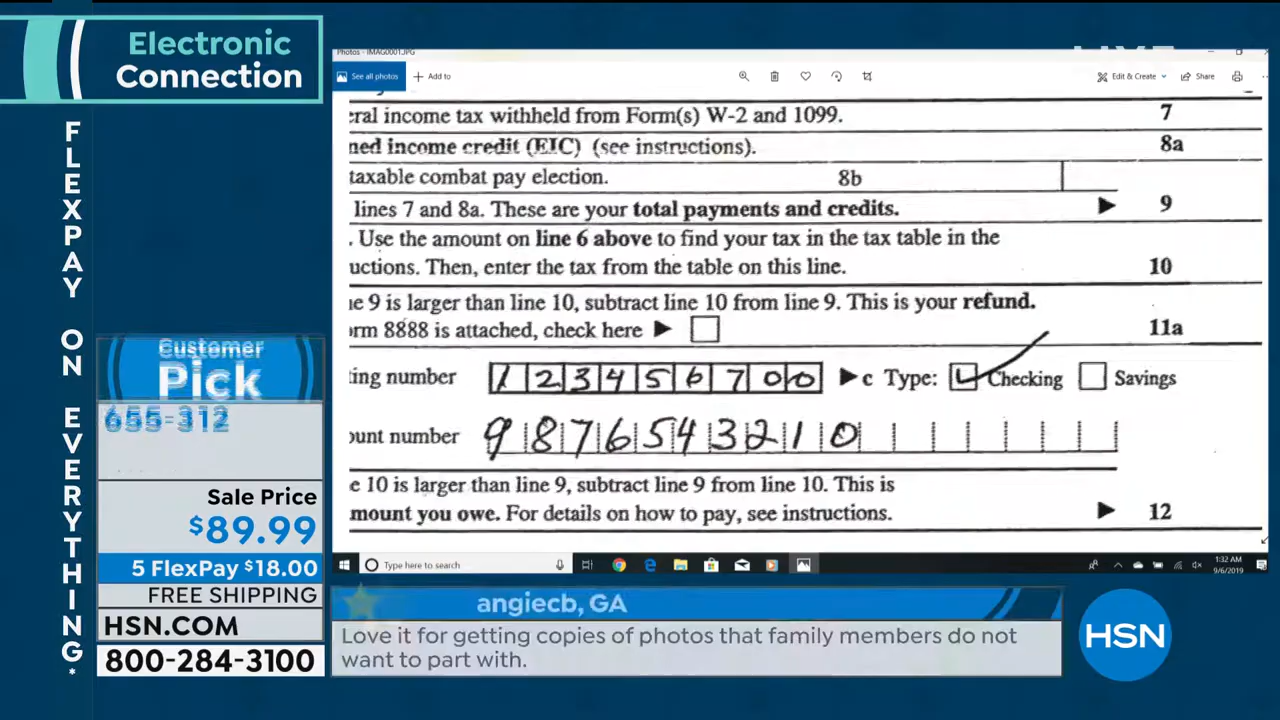 Electronic
Connection
FLEXPAY ON EVERYTHING*
Customer
Pick
655-312
Sale Price
$89.99
5 FlexPay $18.00
FREE SHIPPING
HSN.COM
800-284-3100
Photos - IMAG0001.JPG
See all photos + Add to
Edit & Create Share
eral income tax withheld from Form(s) W-2 and 1099. 7
ned income credit (EIC) (see instructions). 8a
taxable combat pay election. 8b
lines 7 and 8a. These are your total payments and credits. ▶ 9
. Use the amount on line 6 above to find your tax in the tax table in the
uctions. Then, enter the tax from the table on this line. 10
ne 9 is larger than line 10, subtract line 10 from line 9. This is your refund.
orm 8888 is attached, check here ▶ 11a
ting number 123456700 ▶ c Type: Checking Savings
ount number 9876543210
e 10 is larger than line 9, subtract line 9 from line 10. This is
mount you owe. For details on how to pay, see instructions. ▶ 12
Type here to search
1:32 AM
9/6/2019
angiecb, GA
Love it for getting copies of photos that family members do not
want to part with.
HSN